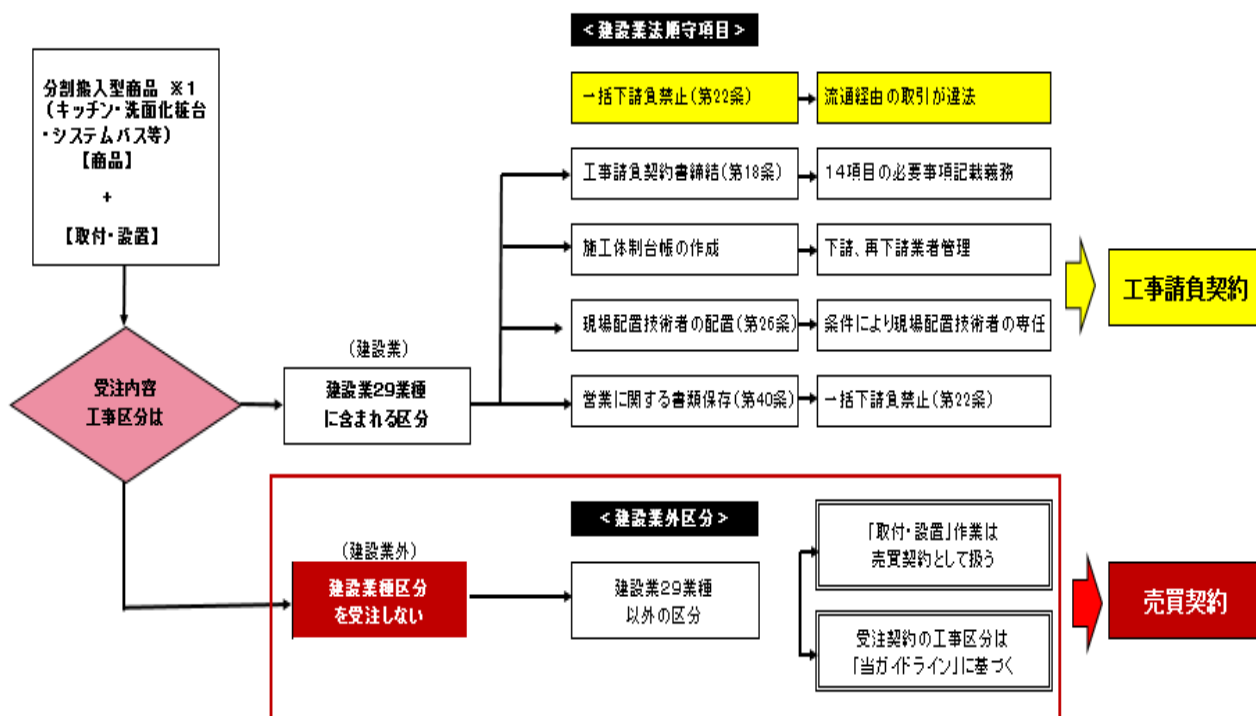 <建設業法順守項目>
分割搬入型商品 ※1
(キッチン・洗面化粧台
・システムバス等)
【商品】
+
【取付・設置】
一括下請負禁止(第22条)
流通経由の取引が違法
工事請負契約書締結(第18条)
14項目の必要事項記載義務
施工体制台帳の作成
下請、再下請業者管理
現場配置技術者の配置(第26条)
条件により現場配置技術者の専任
営業に関する書類保存(第40条)
一括下請負禁止(第22条)
工事請負契約
受注内容
工事区分は
(建設業)
建設業29業種
に含まれる区分
<建設業外区分>
(建設業外)
建設業種区分
を受注しない
建設業29業種
以外の区分
「取付・設置」作業は
売買契約として扱う
受注契約の工事区分は
「当ガイドライン」に基づく
売買契約